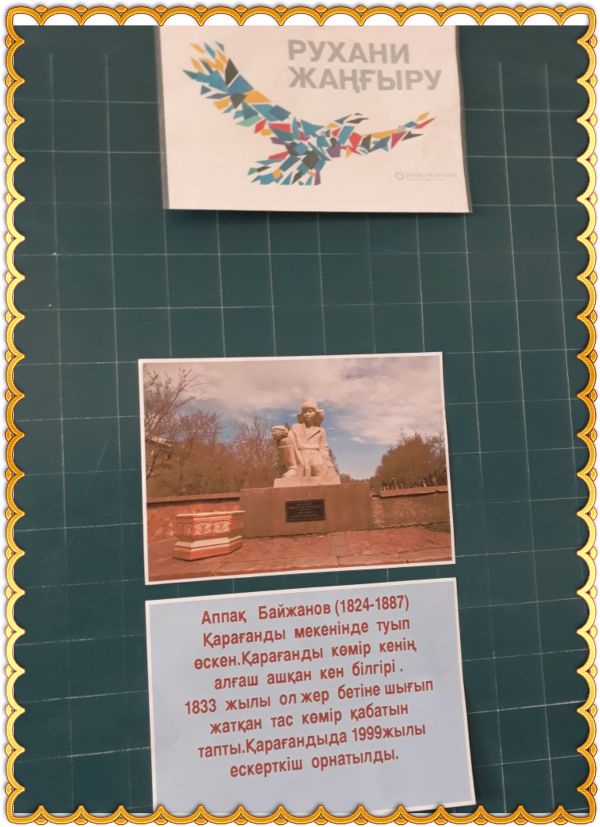 РУХАНИ
ЖАҢҒЫРУ
Аппақ Байжанов (1824-1887)
Қарағанды мекенінде туып
өскен.Қарағанды көмір кенің
алғаш ашқан кен білгірі .
1833 жылы ол жер бетіне шығып
жатқан тас көмір қабатын
тапты.Қарағандыда 1999жылы
ескерткіш орнатылды.